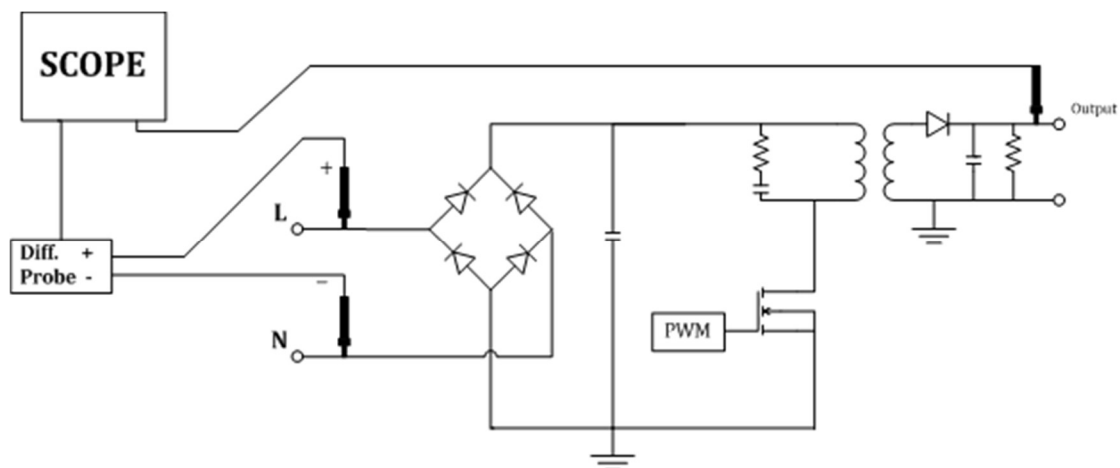 SCOPE
Output
+
L
Diff. +
Probe -
–
N
PWM